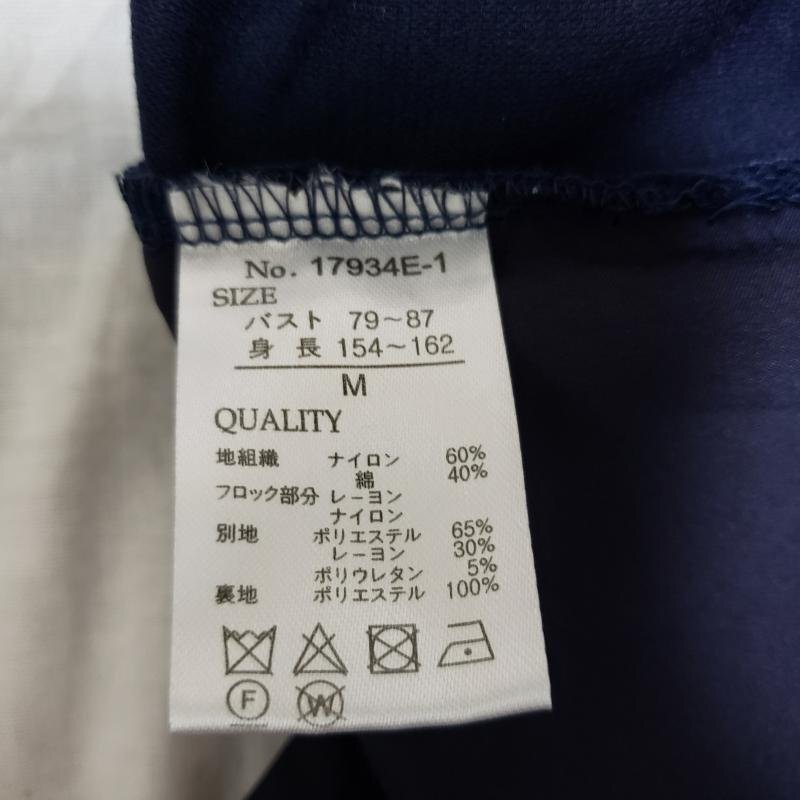 No. 17934E-1
SIZE
バスト 79～87
身 長 154～162
M
QUALITY
地組織 ナイロン 60%
綿 40%
フロック部分 レーヨン
ナイロン
別地 ポリエステル 65%
レーヨン 30%
ポリウレタン 5%
裏地 ポリエステル 100%
F W